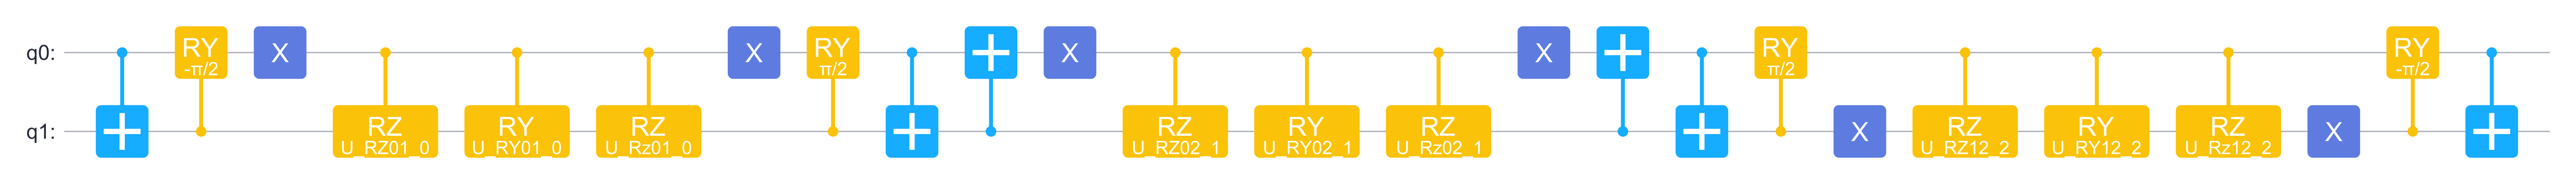 q0: RY -π/2 X X RY π/2 X X RY π/2 RY -π/2
q1: RZ U_RZ01_0 RY U_RY01_0 RZ U_Rz01_0 RZ U_RZ02_1 RY U_RY02_1 RZ U_Rz02_1 X RZ U_RZ12_2 RY U_RY12_2 RZ U_Rz12_2 X